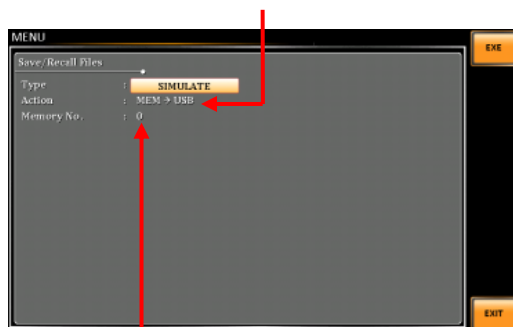 MENU
EXE
Save/Recall Files
Type : SIMULATE
Action : MEM → USB
Memory No. : 0
EXIT